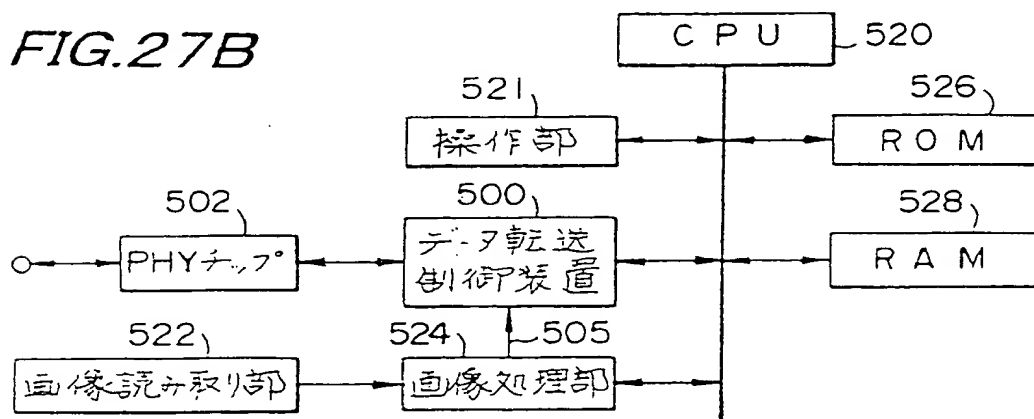 FIG.27B
CPU
520
521
操作部
526
ROM
502
PHYチップ
500
データ転送
制御装置
528
RAM
522
画像読み取り部
524
505
画像処理部